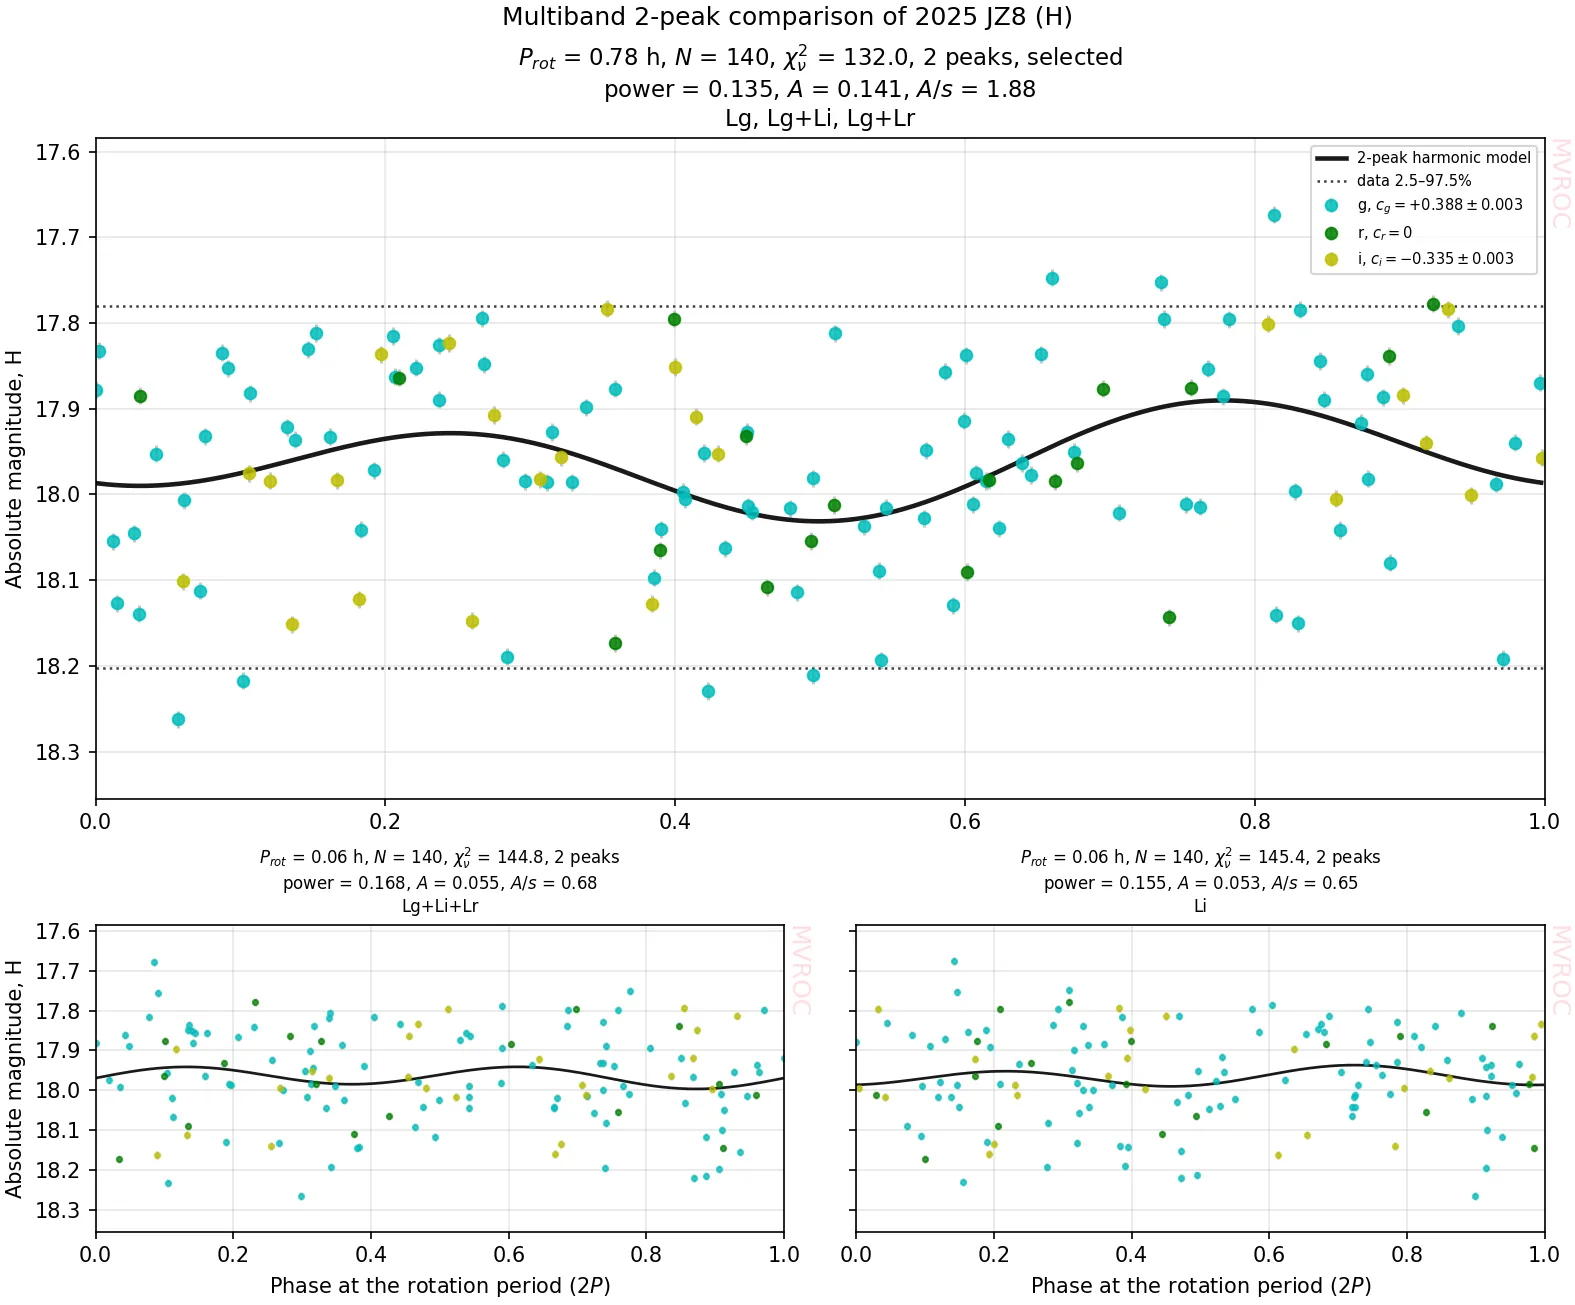 Multiband 2-peak comparison of 2025 JZ8 (H)
P_rot = 0.78 h, N = 140, χ²_ν = 132.0, 2 peaks, selected
power = 0.135, A = 0.141, A/s = 1.88
Lg, Lg+Li, Lg+Lr
Absolute magnitude, H
17.6
17.7
17.8
17.9
18.0
18.1
18.2
18.3
0.0 0.2 0.4 0.6 0.8 1.0
2-peak harmonic model
data 2.5–97.5%
g, c_g = +0.388 ± 0.003
r, c_r = 0
i, c_i = −0.335 ± 0.003
MVROC
P_rot = 0.06 h, N = 140, χ²_ν = 144.8, 2 peaks
power = 0.168, A = 0.055, A/s = 0.68
Lg+Li+Lr
Absolute magnitude, H
17.6
17.7
17.8
17.9
18.0
18.1
18.2
18.3
0.0 0.2 0.4 0.6 0.8 1.0
Phase at the rotation period (2P)
MVROC
P_rot = 0.06 h, N = 140, χ²_ν = 145.4, 2 peaks
power = 0.155, A = 0.053, A/s = 0.65
Li
0.0 0.2 0.4 0.6 0.8 1.0
Phase at the rotation period (2P)
MVROC